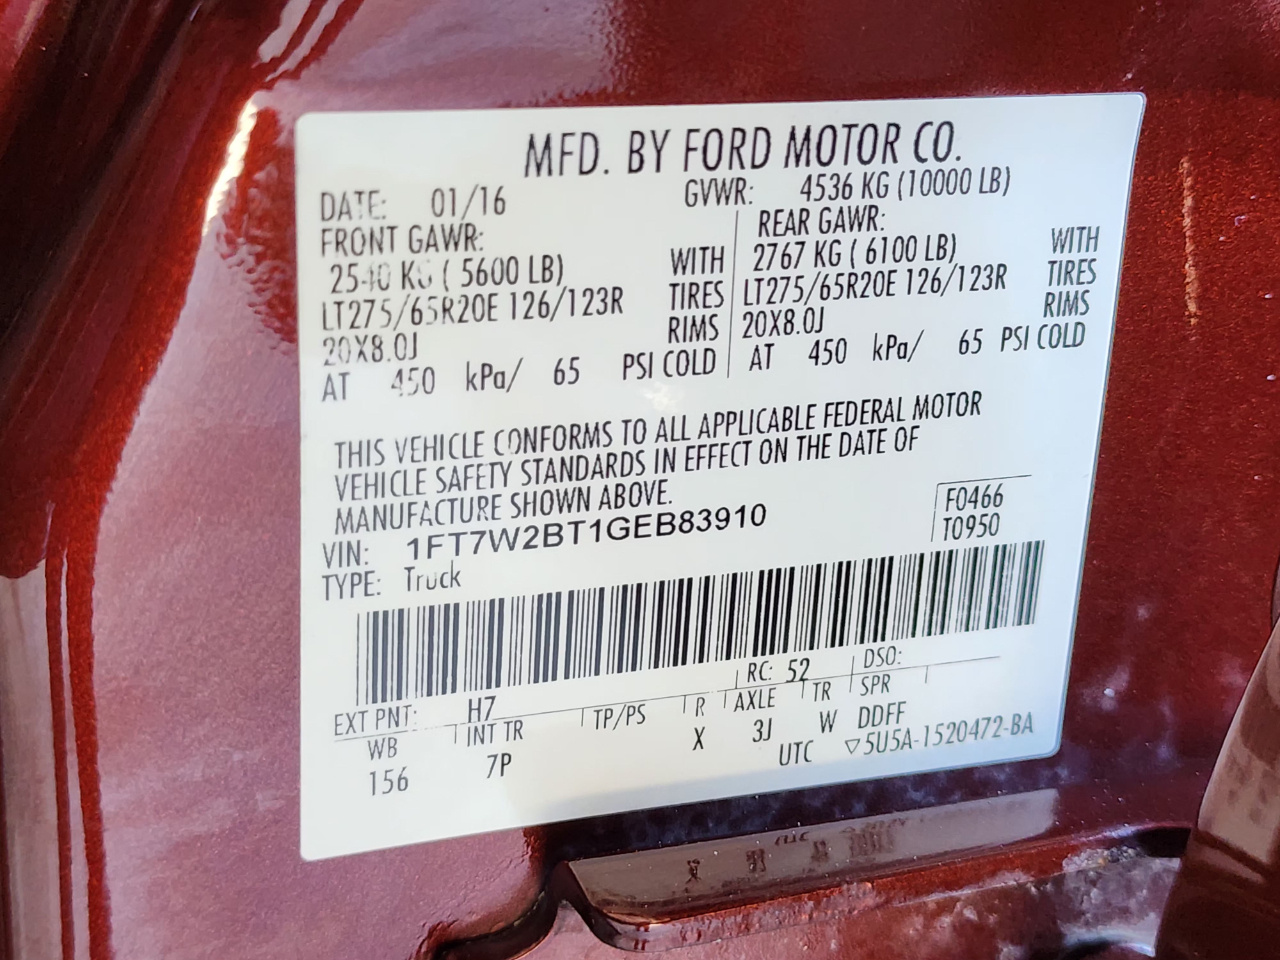 MFD. BY FORD MOTOR CO.
DATE: 01/16 GVWR: 4536 KG (10000 LB)
FRONT GAWR: REAR GAWR:
2540 KG ( 5600 LB) WITH 2767 KG ( 6100 LB) WITH
LT275/65R20E 126/123R TIRES LT275/65R20E 126/123R TIRES
20X8.0J RIMS 20X8.0J RIMS
AT 450 kPa/ 65 PSI COLD AT 450 kPa/ 65 PSI COLD
THIS VEHICLE CONFORMS TO ALL APPLICABLE FEDERAL MOTOR
VEHICLE SAFETY STANDARDS IN EFFECT ON THE DATE OF
MANUFACTURE SHOWN ABOVE.
VIN: 1FT7W2BT1GEB83910 F0466
TYPE: Truck T0950
EXT PNT: H7 RC: 52 DSO:
WB INT TR TP/PS R AXLE TR SPR
156 7P X 3J W DDFF
UTC ▽5U5A-1520472-BA